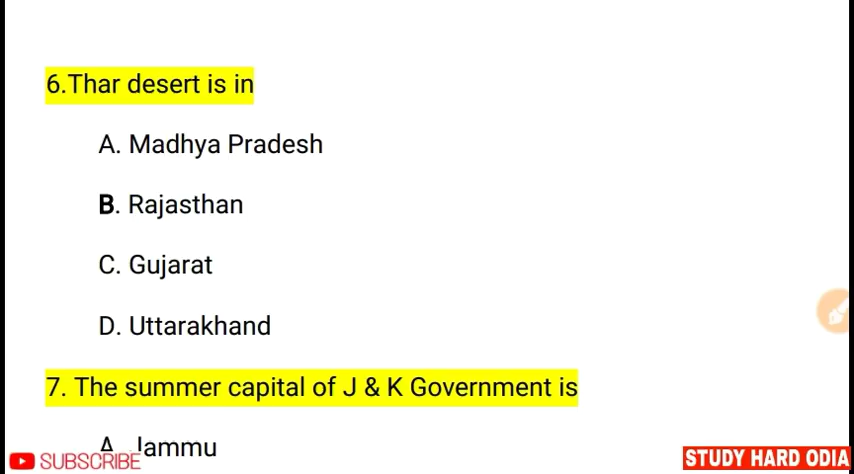 6.Thar desert is in
A. Madhya Pradesh
B. Rajasthan
C. Gujarat
D. Uttarakhand
7. The summer capital of J & K Government is
A. Jammu
SUBSCRIBE
STUDY HARD ODIA